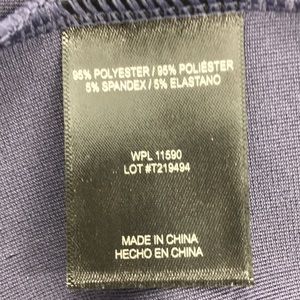 95% POLYESTER / 95% POLIÉSTER
5% SPANDEX / 5% ELASTANO
WPL 11590
LOT #T219494
MADE IN CHINA
HECHO EN CHINA